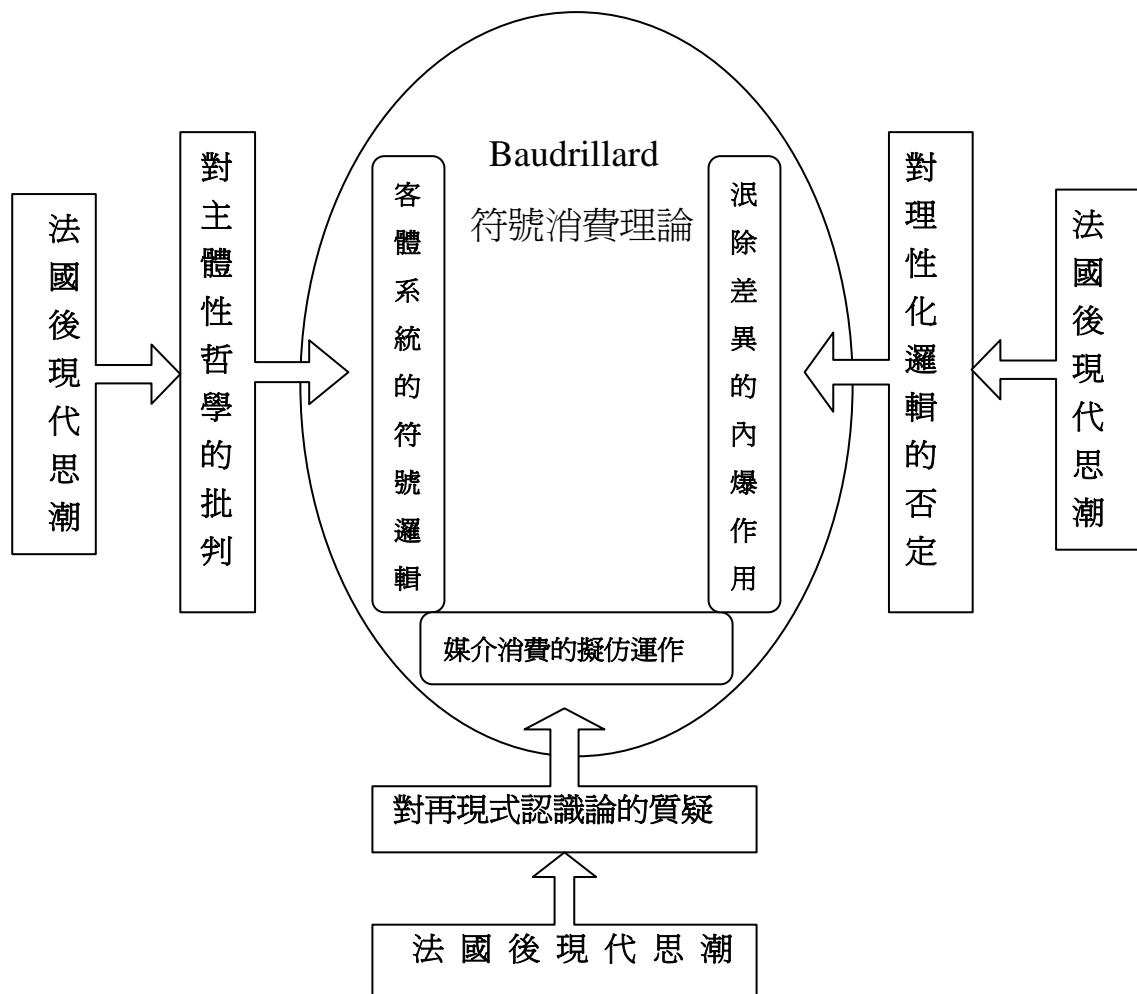 法國後現代思潮
對主體性哲學的批判
客體系統的符號邏輯
Baudrillard
符號消費理論
泯除差異的內爆作用
對理性化邏輯的否定
法國後現代思潮
媒介消費的擬仿運作
對再現式認識論的質疑
法國後現代思潮